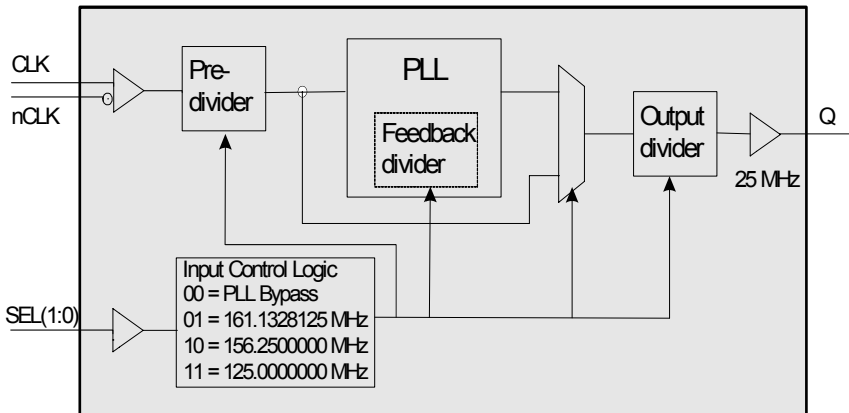 CLK
nCLK
Pre-
divider
PLL
Feedback
divider
Output
divider
Q
25 MHz
SEL(1:0)
Input Control Logic
00 = PLL Bypass
01 = 161.1328125 MHz
10 = 156.2500000 MHz
11 = 125.0000000 MHz